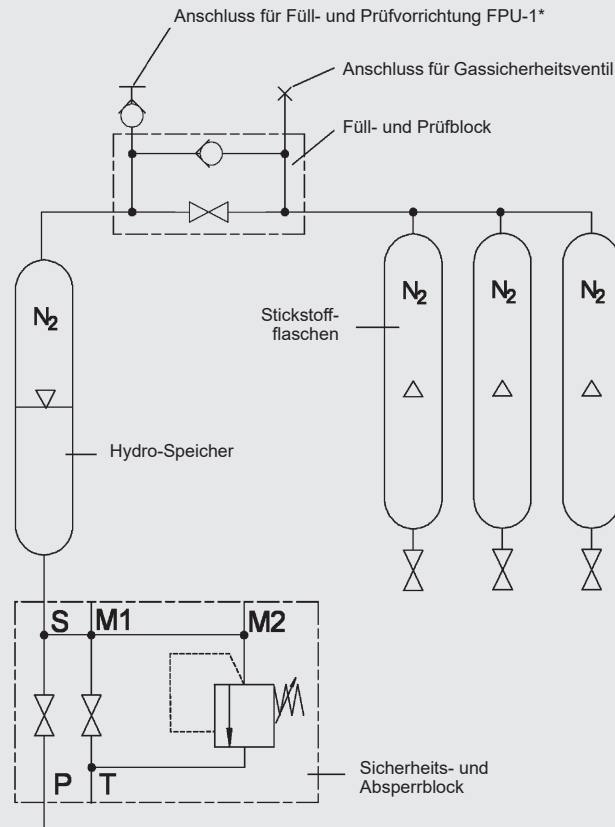 Anschluss für Füll- und Prüfvorrichtung FPU-1*
Anschluss für Gassicherheitsventil
Füll- und Prüfblock
N2
N2
N2
N2
Stickstoff-
flaschen
Hydro-Speicher
S
M1
M2
P
T
Sicherheits- und
Absperrblock